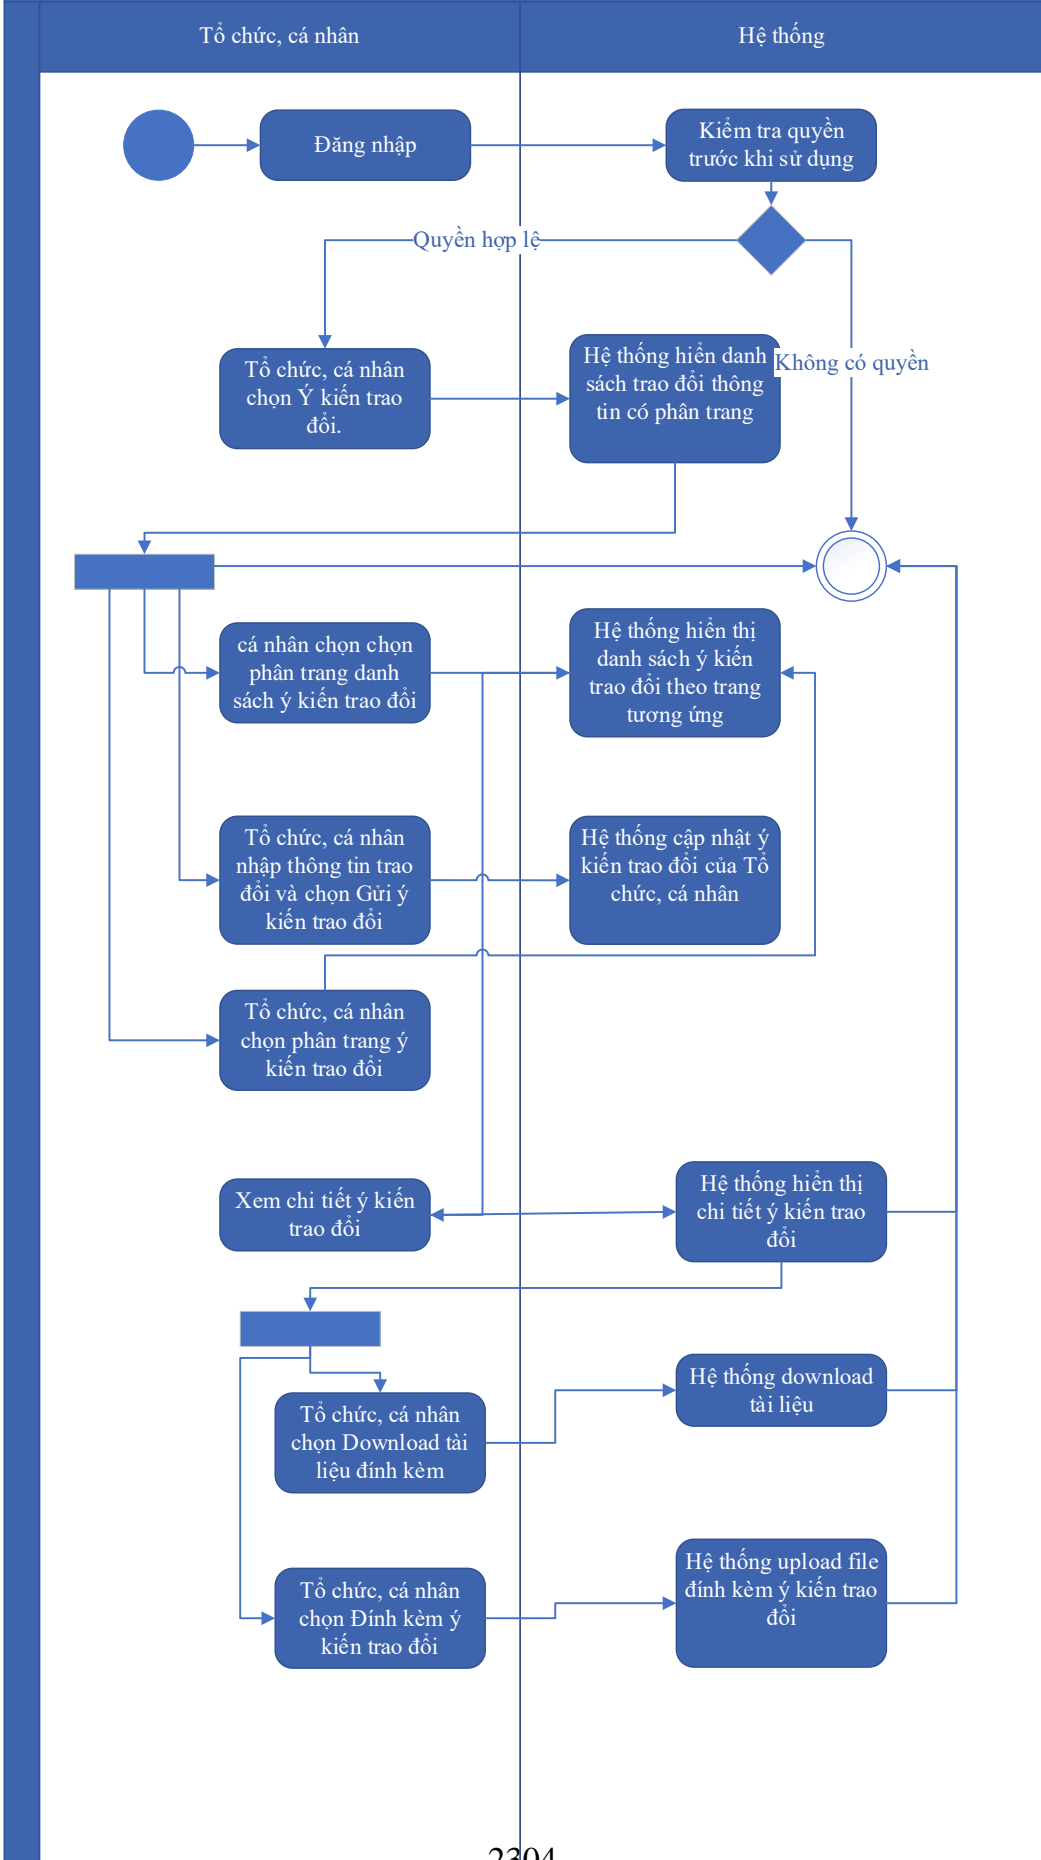 Tổ chức, cá nhân
Hệ thống
Đăng nhập
Kiểm tra quyền
trước khi sử dụng
Quyền hợp lệ
Tổ chức, cá nhân
chọn Ý kiến trao
đổi.
Hệ thống hiển danh
sách trao đổi thông
tin có phân trang
Không có quyền
cá nhân chọn chọn
phân trang danh
sách ý kiến trao đổi
Hệ thống hiển thị
danh sách ý kiến
trao đổi theo trang
tương ứng
Tổ chức, cá nhân
nhập thông tin trao
đổi và chọn Gửi ý
kiến trao đổi
Hệ thống cập nhật ý
kiến trao đổi của Tổ
chức, cá nhân
Tổ chức, cá nhân
chọn phân trang ý
kiến trao đổi
Xem chi tiết ý kiến
trao đổi
Hệ thống hiển thị
chi tiết ý kiến trao
đổi
Tổ chức, cá nhân
chọn Download tài
liệu đính kèm
Hệ thống download
tài liệu
Tổ chức, cá nhân
chọn Đính kèm ý
kiến trao đổi
Hệ thống upload file
đính kèm ý kiến trao
đổi
2304